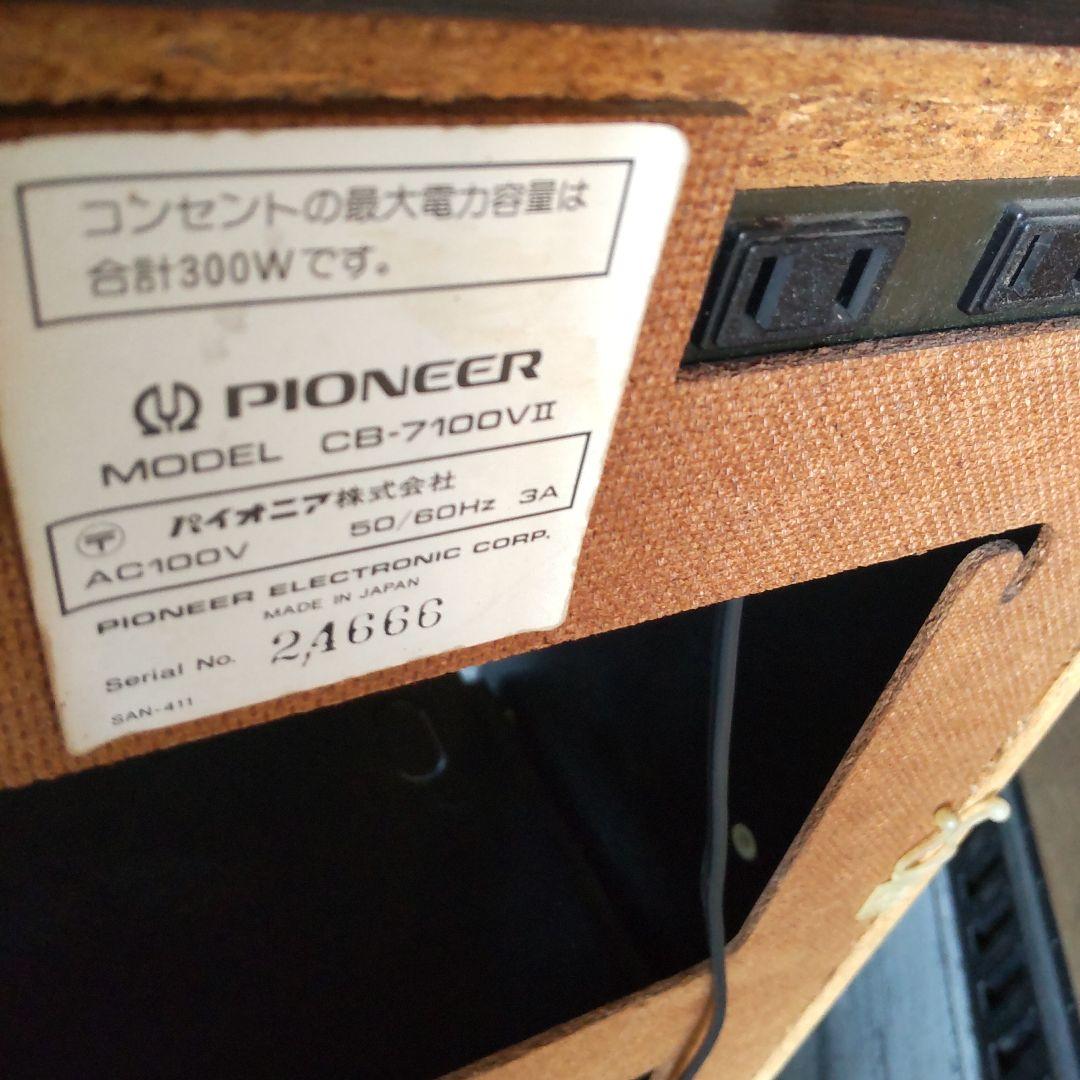 コンセントの最大電力容量は
合計300Wです。
PIONEER
MODEL CB-7100VⅡ
〒 パイオニア株式会社
AC100V 50/60Hz 3A
PIONEER ELECTRONIC CORP.
MADE IN JAPAN
Serial No. 2,4666
SAN-411